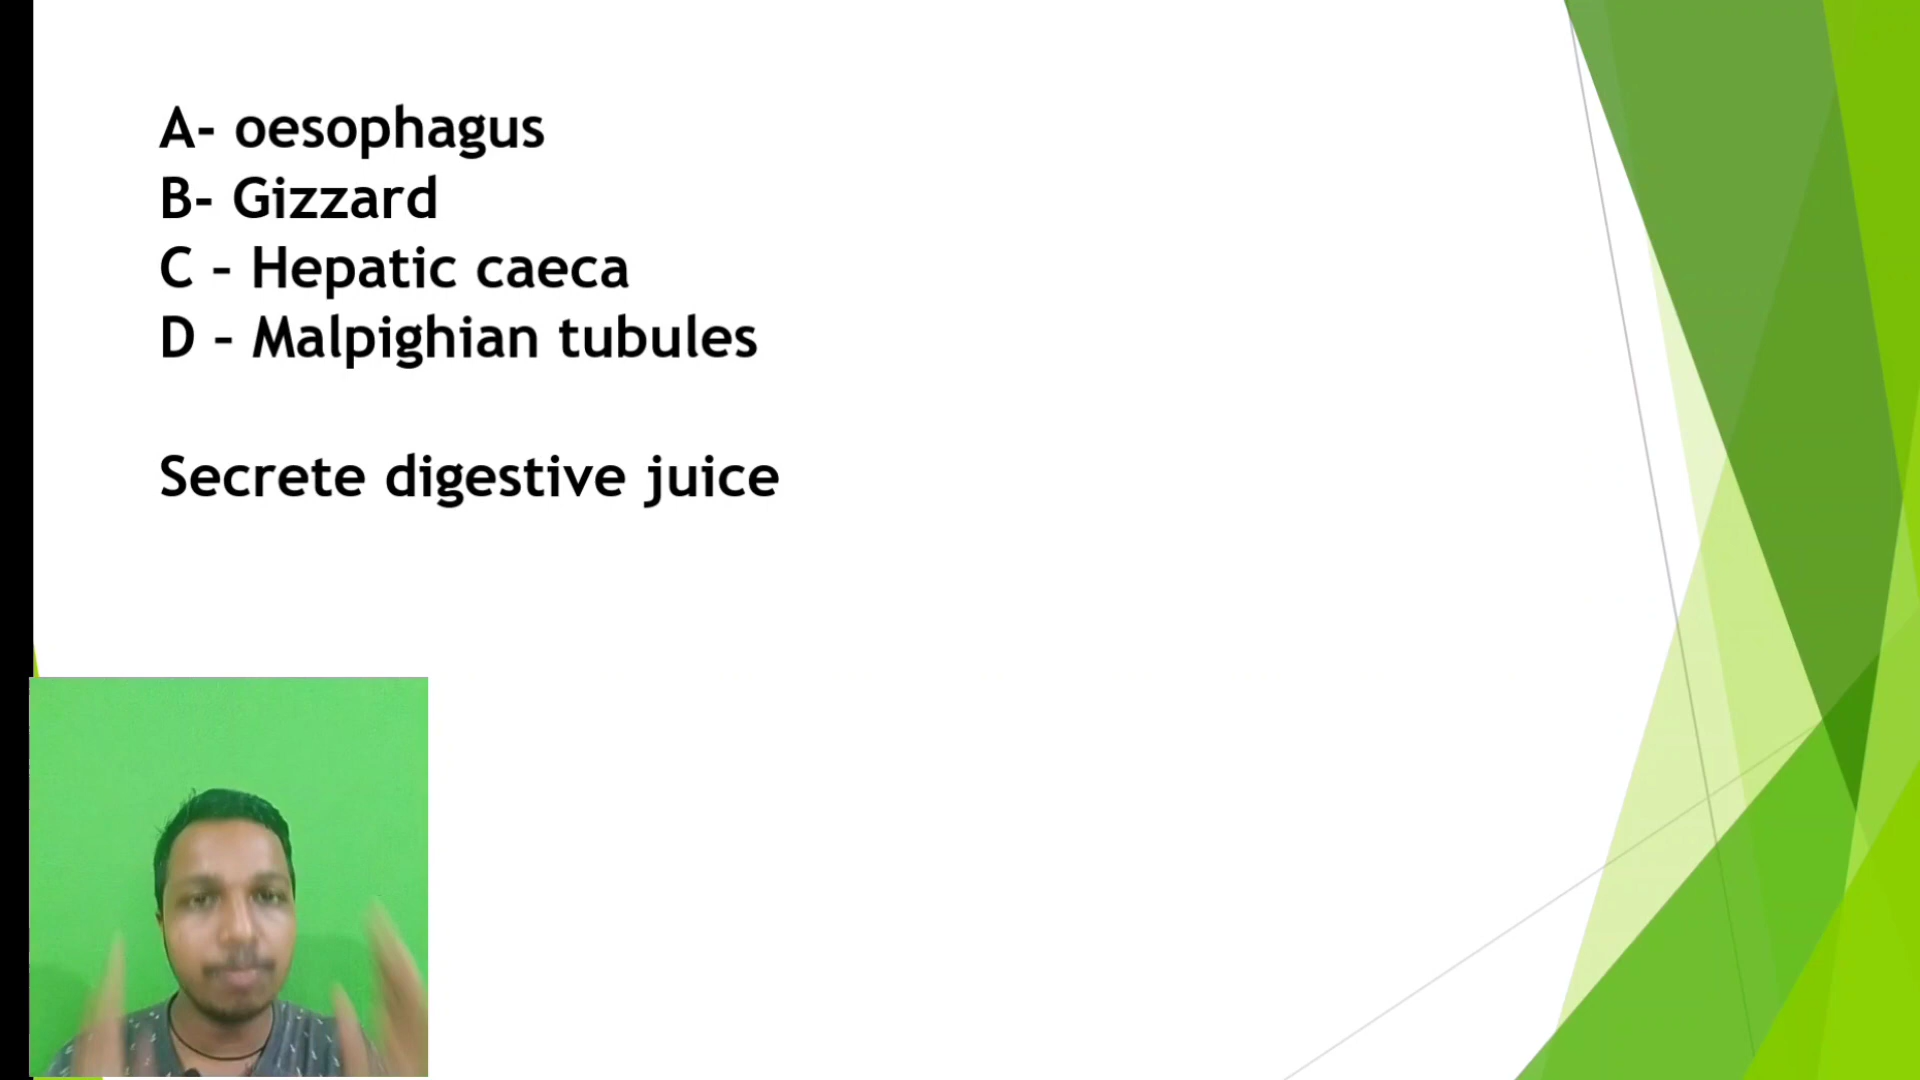 A- oesophagus
B- Gizzard
C – Hepatic caeca
D – Malpighian tubules
Secrete digestive juice